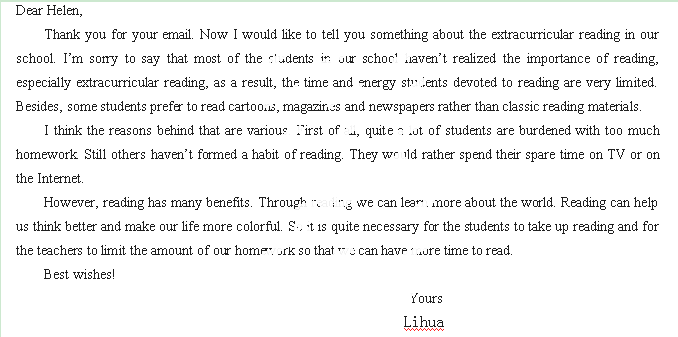 Dear Helen,
Thank you for your email. Now I would like to tell you something about the extracurricular reading in our
school. I'm sorry to say that most of the students in our school haven't realized the importance of reading,
especially extracurricular reading, as a result, the time and energy students devoted to reading are very limited.
Besides, some students prefer to read cartoons, magazines and newspapers rather than classic reading materials.
I think the reasons behind that are various. First of all, quite a lot of students are burdened with too much
homework. Still others haven't formed a habit of reading. They would rather spend their spare time on TV or on
the Internet.
However, reading has many benefits. Through reading we can learn more about the world. Reading can help
us think better and make our life more colorful. So it is quite necessary for the students to take up reading and for
the teachers to limit the amount of our homework so that we can have more time to read.
Best wishes!
Yours
Lihua